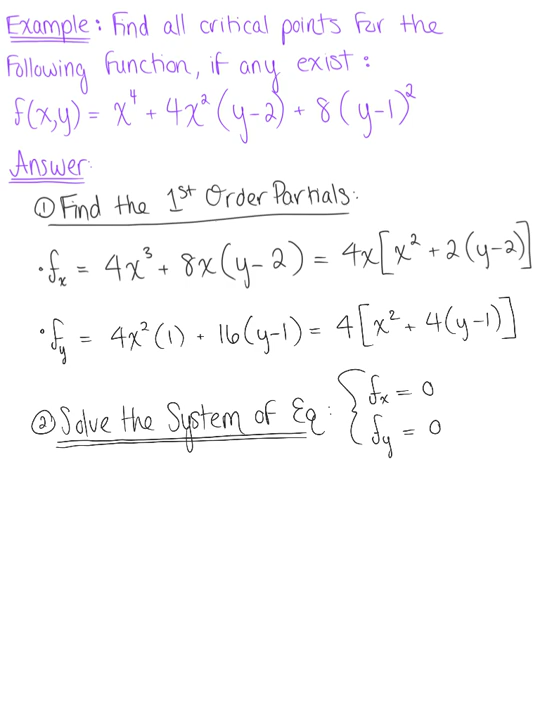 Example: Find all critical points for the
following function, if any exist:
f(x,y) = x⁴ + 4x²(y-2) + 8(y-1)²
Answer:
① Find the 1st Order Partials:
• fₓ = 4x³ + 8x(y-2) = 4x[x² + 2(y-2)]
• f_y = 4x²(1) + 16(y-1) = 4[x² + 4(y-1)]
② Solve the System of Eq: { fₓ = 0
f_y = 0